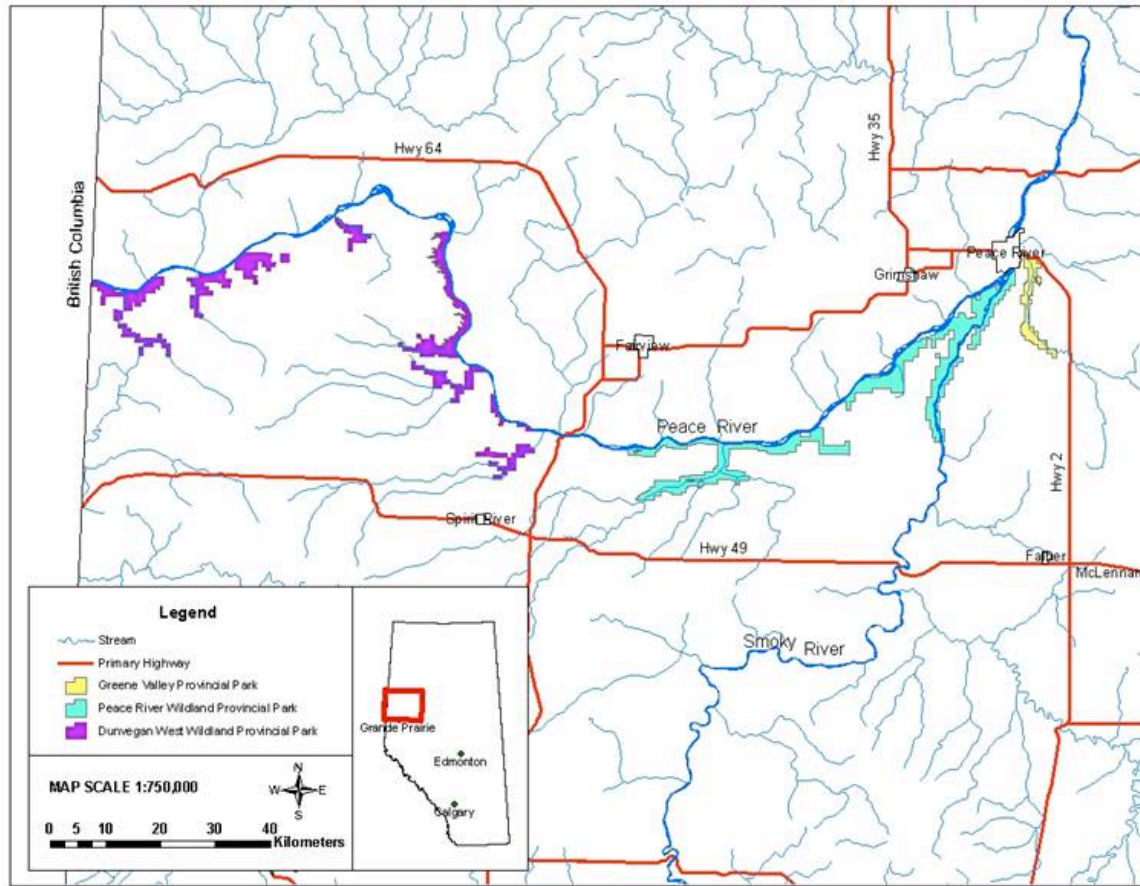 Hwy 64
Hwy 35
British Columbia
Peace River
Grimshaw
Fairview
Peace River
Hwy 2
Spirit River
Hwy 49
Falher
McLennan
Smoky River
Legend
Stream
Primary Highway
Greene Valley Provincial Park
Peace River Wildland Provincial Park
Dunvegan West Wildland Provincial Park
MAP SCALE 1:750,000
N
W E
S
0 5 10 20 30 40
Kilometers
Grande Prairie
Edmonton
Calgary